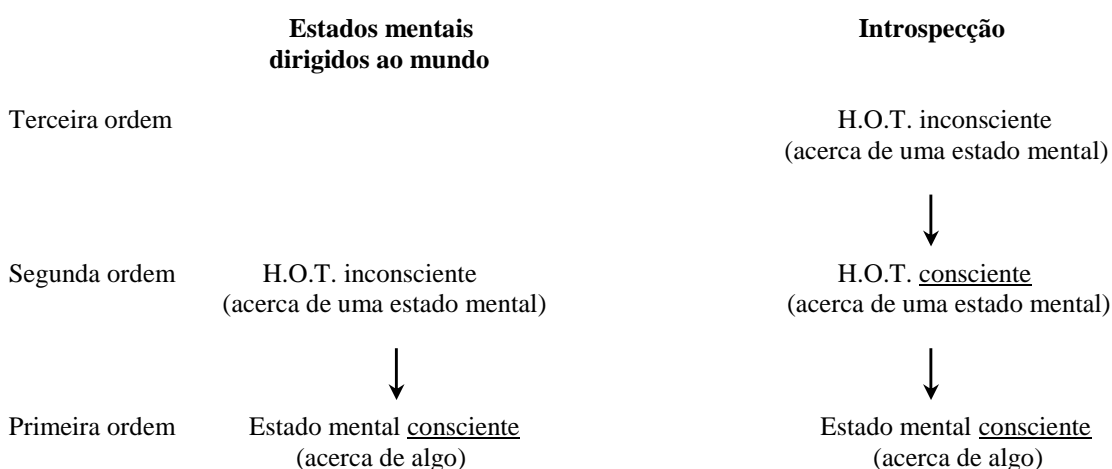 Estados mentais
dirigidos ao mundo
Introspecção
Terceira ordem
H.O.T. inconsciente
(acerca de uma estado mental)
Segunda ordem
H.O.T. inconsciente
(acerca de uma estado mental)
H.O.T. consciente
(acerca de uma estado mental)
Primeira ordem
Estado mental consciente
(acerca de algo)
Estado mental consciente
(acerca de algo)